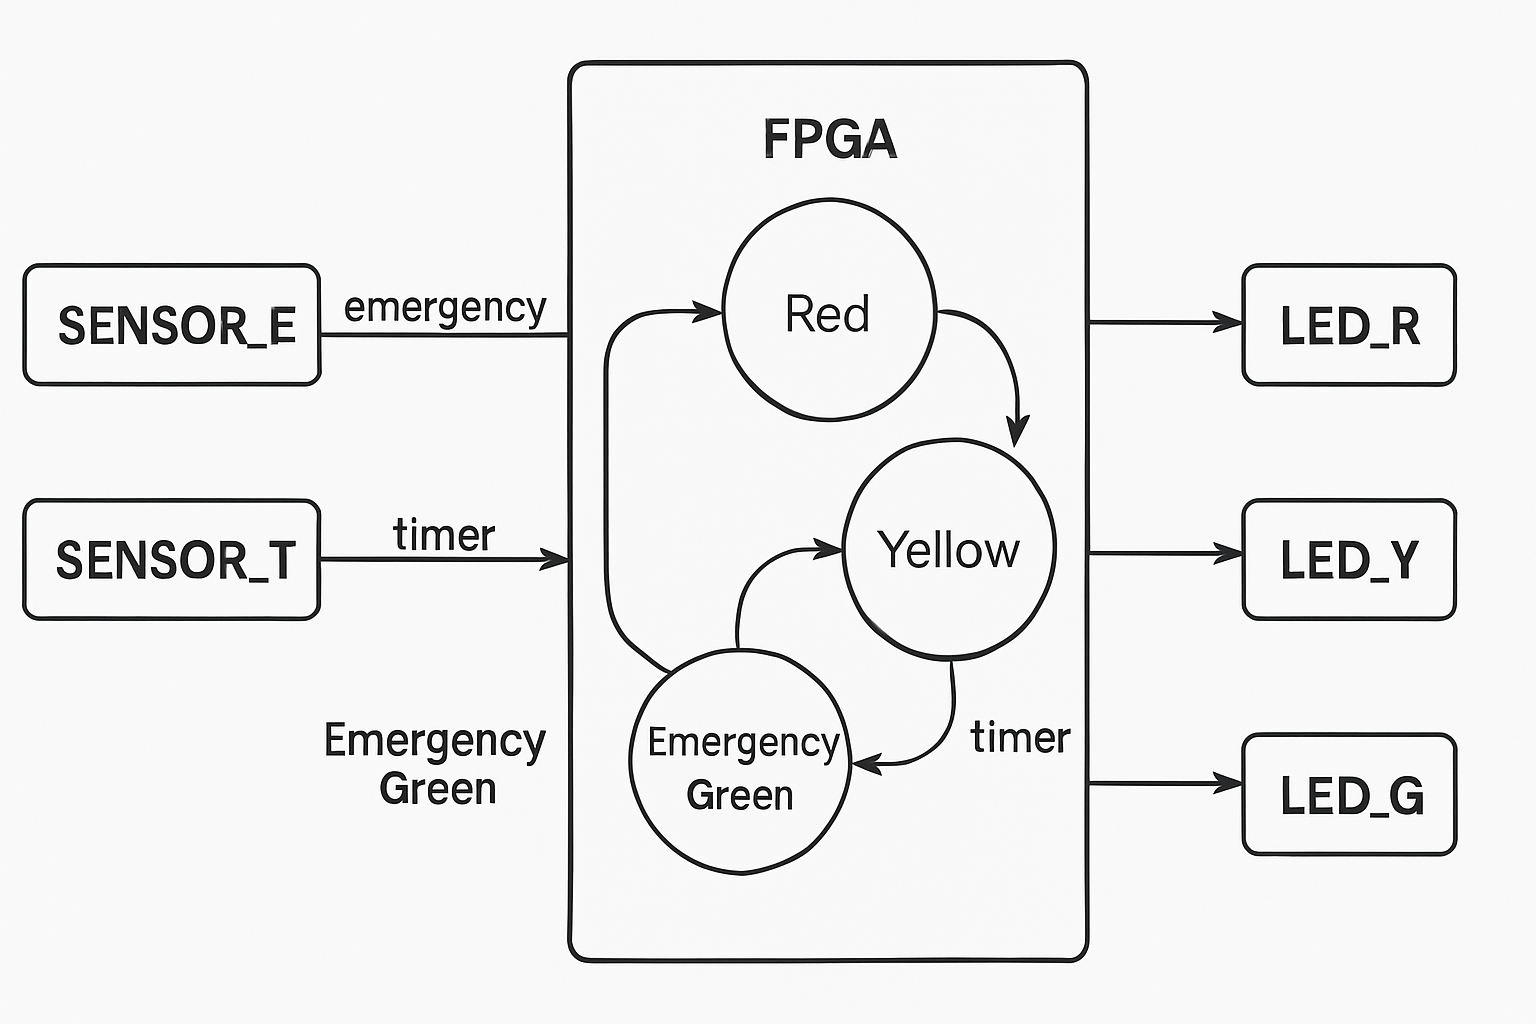 FPGA
SENSOR_E
emergency
Red
LED_R
SENSOR_T
timer
Yellow
LED_Y
Emergency
Green
Emergency
Green
timer
LED_G